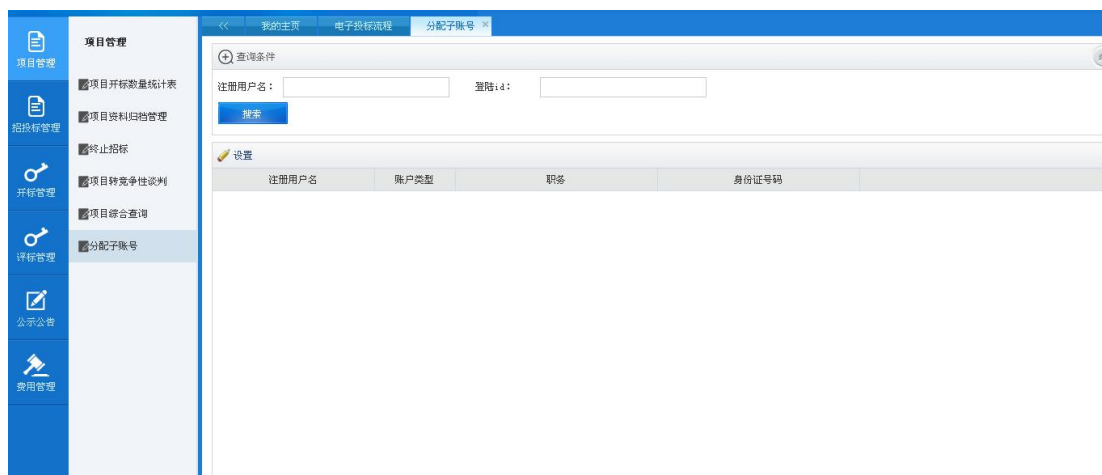 << 我的主页 电子投标流程 分配子账号 ×
项目管理
招投标管理
开标管理
评标管理
公示公告
费用管理
项目管理
项目开标数量统计表
项目资料归档管理
终止招标
项目转竞争性谈判
项目综合查询
分配子账号
查询条件
注册用户名： 登陆id：
搜索
设置
注册用户名 账户类型 职务 身份证号码